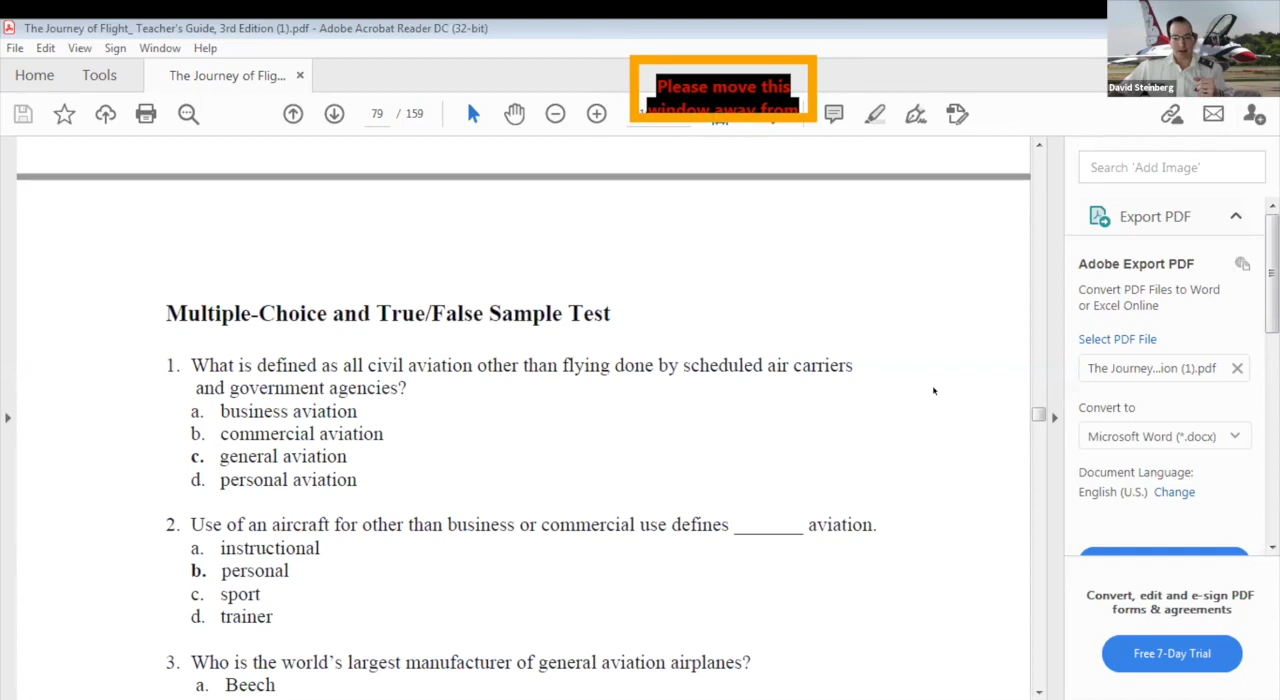 The Journey of Flight_ Teacher's Guide, 3rd Edition (1).pdf - Adobe Acrobat Reader DC (32-bit)
File Edit View Sign Window Help
Home Tools The Journey of Flig... ×
79 / 159
Please move this
window away from
David Steinberg
Search 'Add Image'
Export PDF
Adobe Export PDF
Convert PDF Files to Word
or Excel Online
Select PDF File
The Journey...ion (1).pdf
Convert to
Microsoft Word (*.docx)
Document Language:
English (U.S.) Change
Convert, edit and e-sign PDF
forms & agreements
Free 7-Day Trial
Multiple-Choice and True/False Sample Test
1. What is defined as all civil aviation other than flying done by scheduled air carriers
and government agencies?
a. business aviation
b. commercial aviation
c. general aviation
d. personal aviation
2. Use of an aircraft for other than business or commercial use defines _______ aviation.
a. instructional
b. personal
c. sport
d. trainer
3. Who is the world's largest manufacturer of general aviation airplanes?
a. Beech